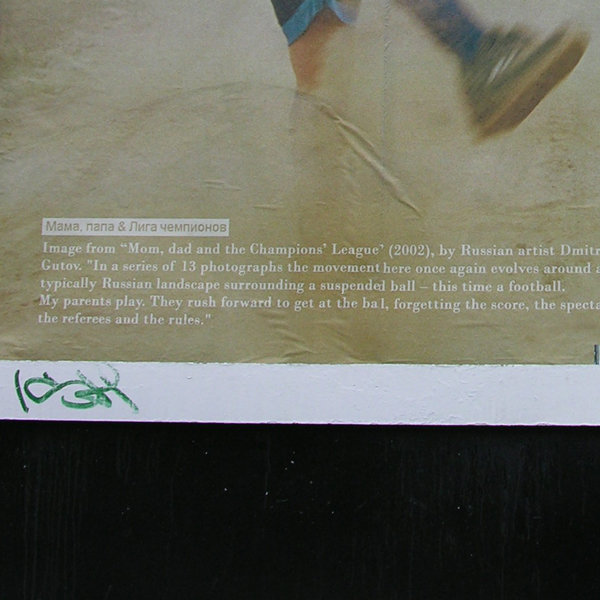 Мама, папа & Лига чемпионов
Image from “Mom, dad and the Champions’ League’ (2002), by Russian artist Dmitr
Gutov. "In a series of 13 photographs the movement here once again evolves around a
typically Russian landscape surrounding a suspended ball – this time a football.
My parents play. They rush forward to get at the bal, forgetting the score, the specta
the referees and the rules."